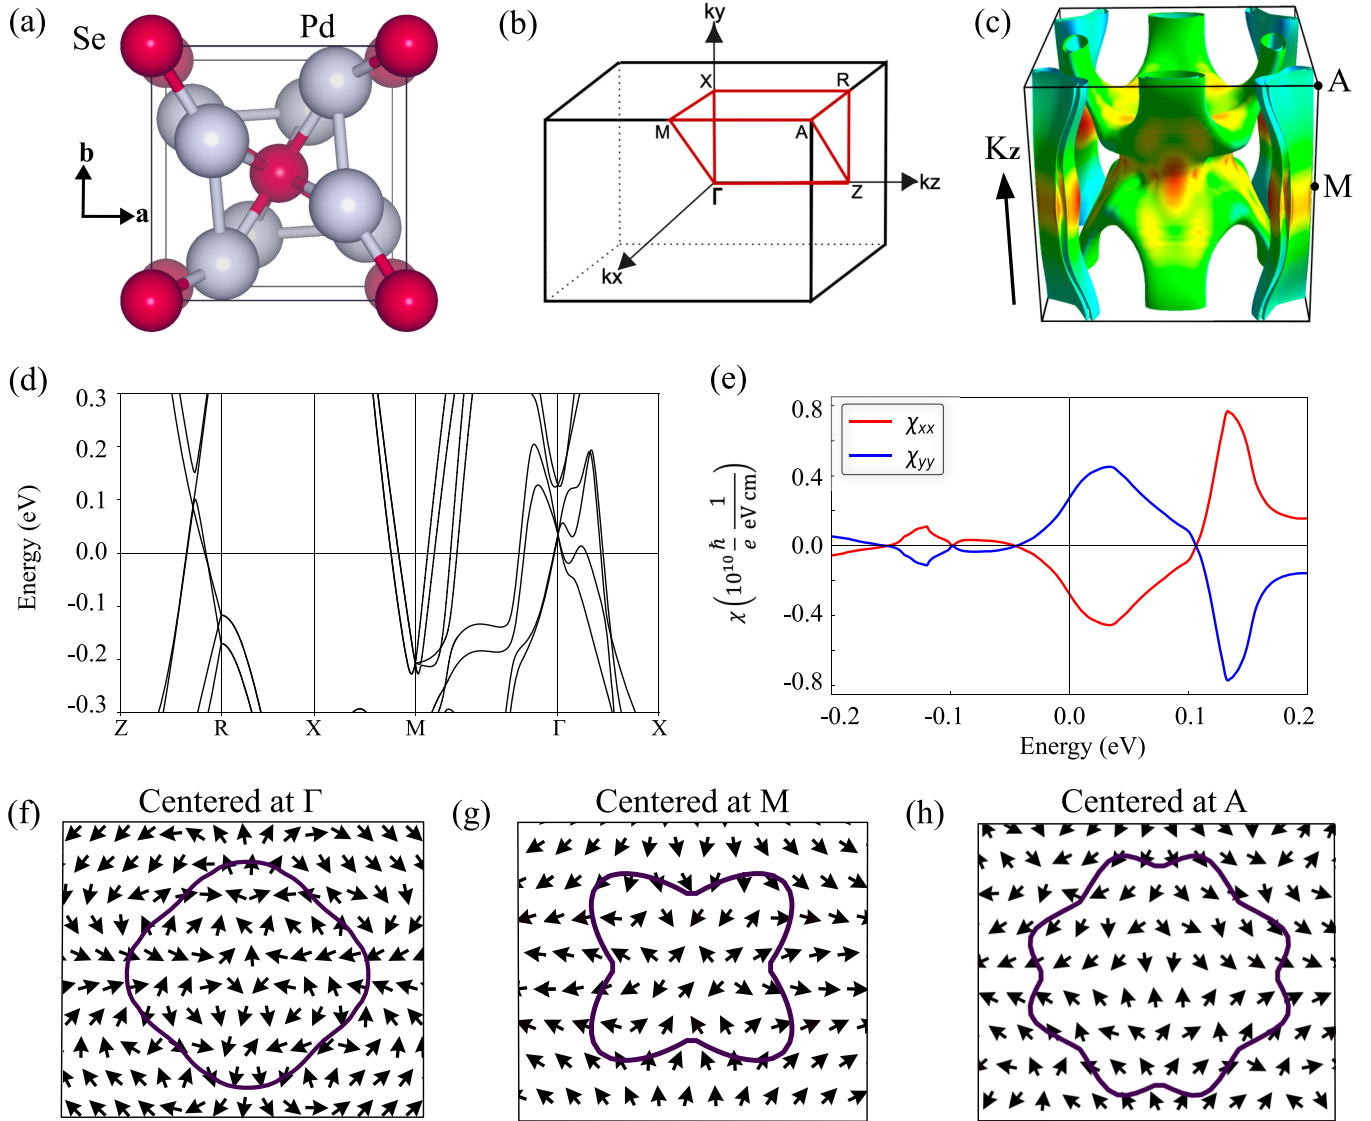 (a)
Se
Pd
b
a
(b)
ky
X
R
M
A
Γ
Z
kz
kx
(c)
A
Kz
M
(d)
Energy (eV)
0.3
0.2
0.1
0.0
-0.1
-0.2
-0.3
Z
R
X
M
Γ
X
(e)
χ (10¹⁰ ħ/e 1/eV cm)
0.8
0.4
0.0
-0.4
-0.8
χxx
χyy
-0.2
-0.1
0.0
0.1
0.2
Energy (eV)
(f)
Centered at Γ
(g)
Centered at M
(h)
Centered at A